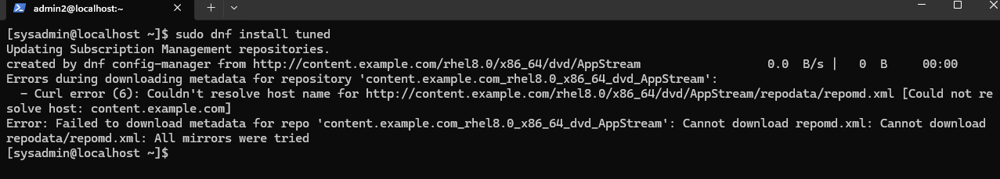 admin2@localhost:~
[sysadmin@localhost ~]$ sudo dnf install tuned
Updating Subscription Management repositories.
created by dnf config-manager from http://content.example.com/rhel8.0/x86_64/dvd/AppStream                    0.0  B/s |   0  B     00:00
Errors during downloading metadata for repository 'content.example.com_rhel8.0_x86_64_dvd_AppStream':
  - Curl error (6): Couldn't resolve host name for http://content.example.com/rhel8.0/x86_64/dvd/AppStream/repodata/repomd.xml [Could not re
solve host: content.example.com]
Error: Failed to download metadata for repo 'content.example.com_rhel8.0_x86_64_dvd_AppStream': Cannot download repomd.xml: Cannot download
repodata/repomd.xml: All mirrors were tried
[sysadmin@localhost ~]$